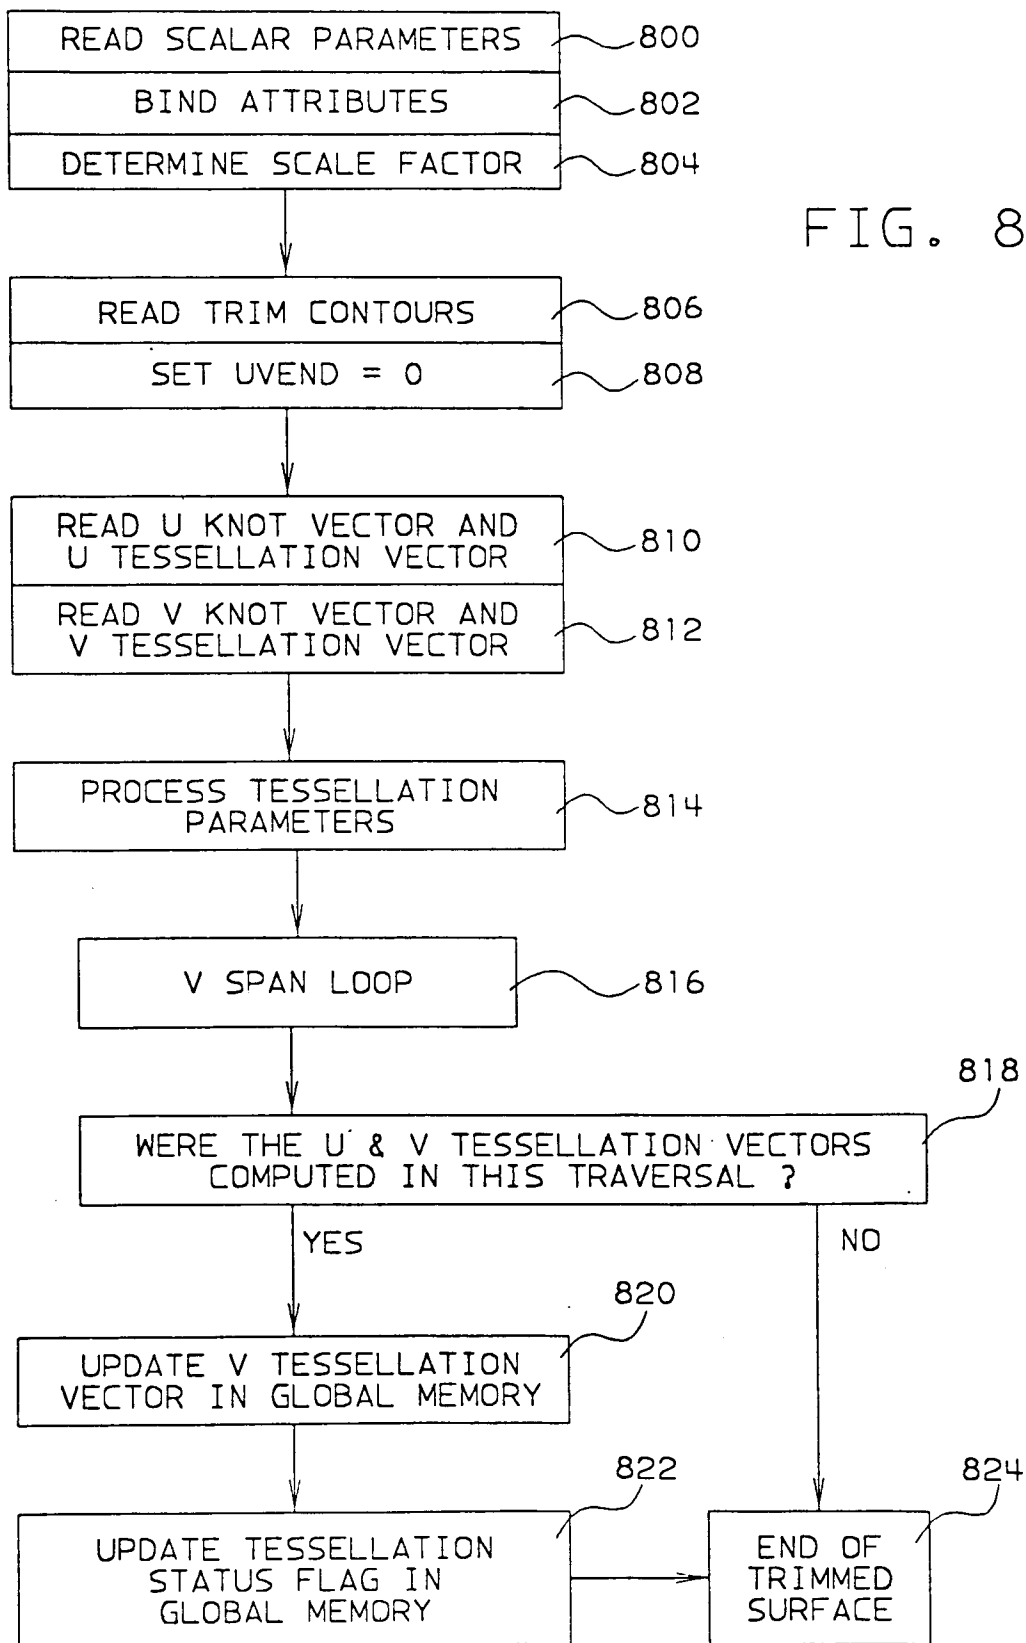 READ SCALAR PARAMETERS
800
BIND ATTRIBUTES
802
DETERMINE SCALE FACTOR
804
FIG. 8
READ TRIM CONTOURS
806
SET UVEND = 0
808
READ U KNOT VECTOR AND
U TESSELLATION VECTOR
810
READ V KNOT VECTOR AND
V TESSELLATION VECTOR
812
PROCESS TESSELLATION
PARAMETERS
814
V SPAN LOOP
816
818
WERE THE U & V TESSELLATION VECTORS
COMPUTED IN THIS TRAVERSAL ?
YES
NO
820
UPDATE V TESSELLATION
VECTOR IN GLOBAL MEMORY
822
824
UPDATE TESSELLATION
STATUS FLAG IN
GLOBAL MEMORY
END OF
TRIMMED
SURFACE